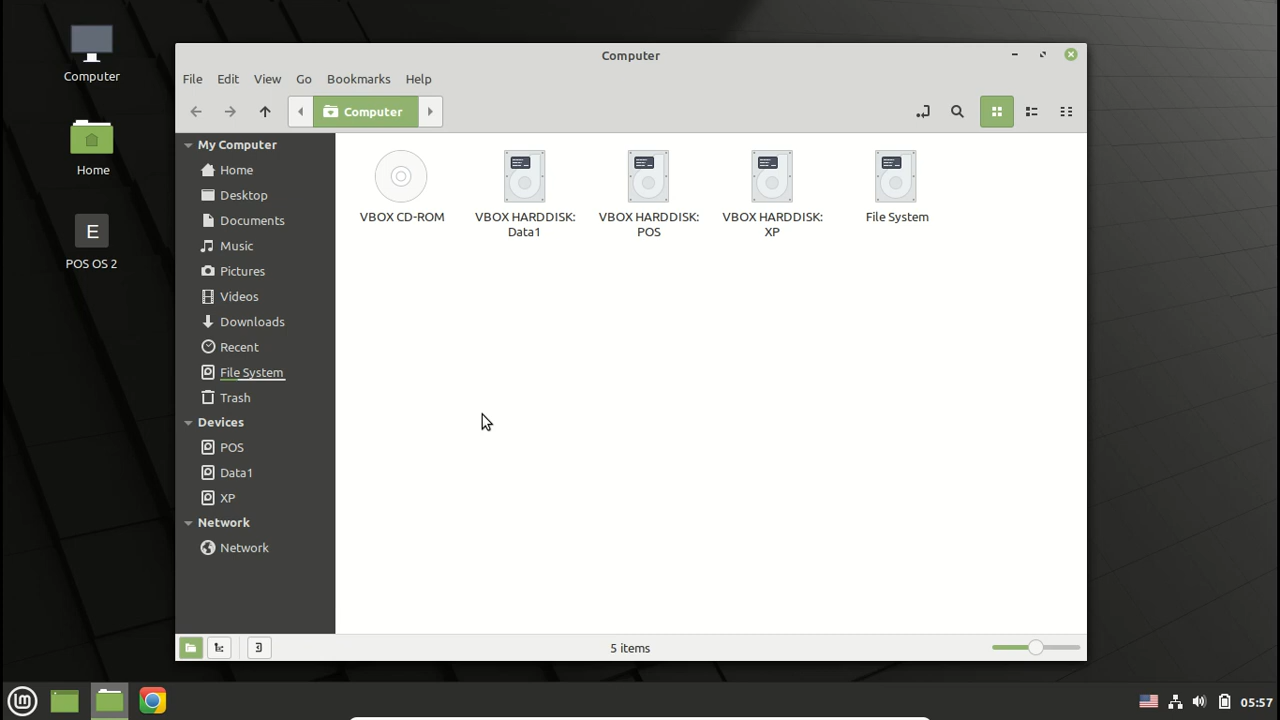 Computer
Home
E
POS OS 2
Computer
File Edit View Go Bookmarks Help
Computer
My Computer
Home
Desktop
Documents
Music
Pictures
Videos
Downloads
Recent
File System
Trash
Devices
POS
Data1
XP
Network
Network
VBOX CD-ROM
VBOX HARDDISK:
Data1
VBOX HARDDISK:
POS
VBOX HARDDISK:
XP
File System
5 items
05:57